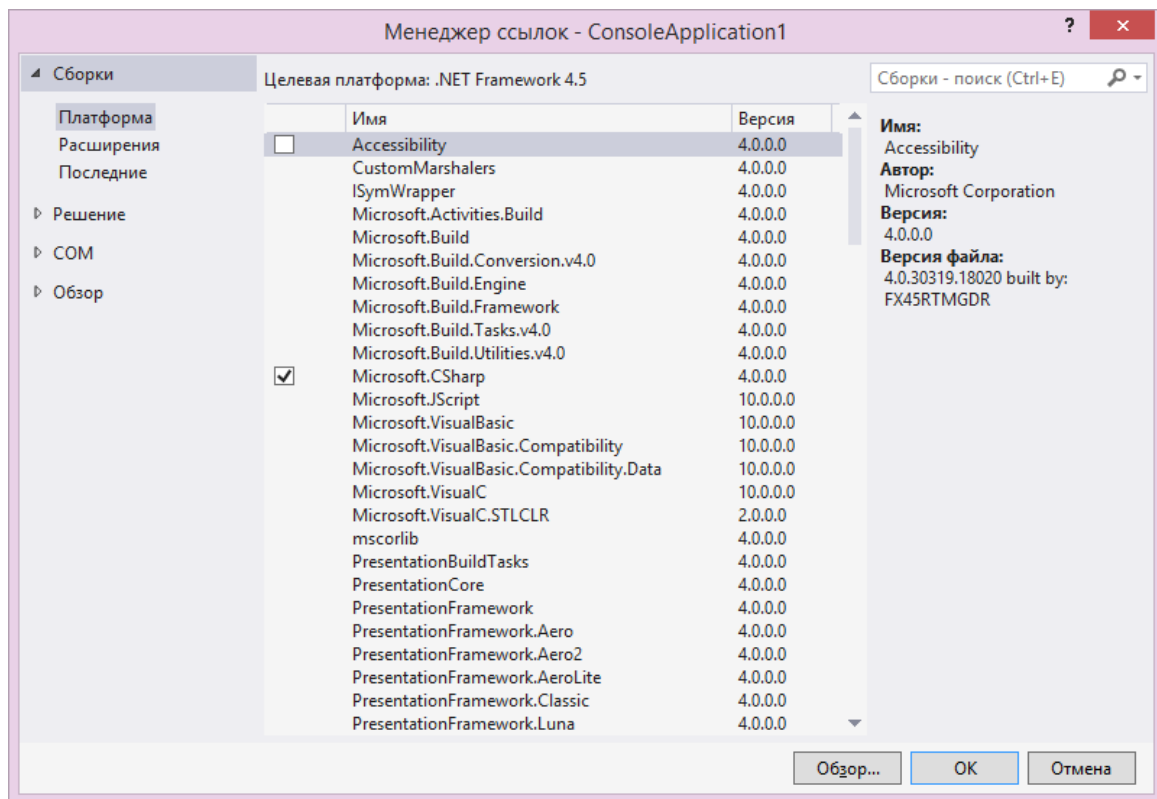 Менеджер ссылок - ConsoleApplication1
?
Сборки
Платформа
Расширения
Последние
Решение
COM
Обзор
Целевая платформа: .NET Framework 4.5
Имя Версия
Accessibility 4.0.0.0
CustomMarshalers 4.0.0.0
ISymWrapper 4.0.0.0
Microsoft.Activities.Build 4.0.0.0
Microsoft.Build 4.0.0.0
Microsoft.Build.Conversion.v4.0 4.0.0.0
Microsoft.Build.Engine 4.0.0.0
Microsoft.Build.Framework 4.0.0.0
Microsoft.Build.Tasks.v4.0 4.0.0.0
Microsoft.Build.Utilities.v4.0 4.0.0.0
Microsoft.CSharp 4.0.0.0
Microsoft.JScript 10.0.0.0
Microsoft.VisualBasic 10.0.0.0
Microsoft.VisualBasic.Compatibility 10.0.0.0
Microsoft.VisualBasic.Compatibility.Data 10.0.0.0
Microsoft.VisualC 10.0.0.0
Microsoft.VisualC.STLCLR 2.0.0.0
mscorlib 4.0.0.0
PresentationBuildTasks 4.0.0.0
PresentationCore 4.0.0.0
PresentationFramework 4.0.0.0
PresentationFramework.Aero 4.0.0.0
PresentationFramework.Aero2 4.0.0.0
PresentationFramework.AeroLite 4.0.0.0
PresentationFramework.Classic 4.0.0.0
PresentationFramework.Luna 4.0.0.0
Сборки - поиск (Ctrl+E)
Имя:
Accessibility
Автор:
Microsoft Corporation
Версия:
4.0.0.0
Версия файла:
4.0.30319.18020 built by:
FX45RTMGDR
Обзор... ОК Отмена